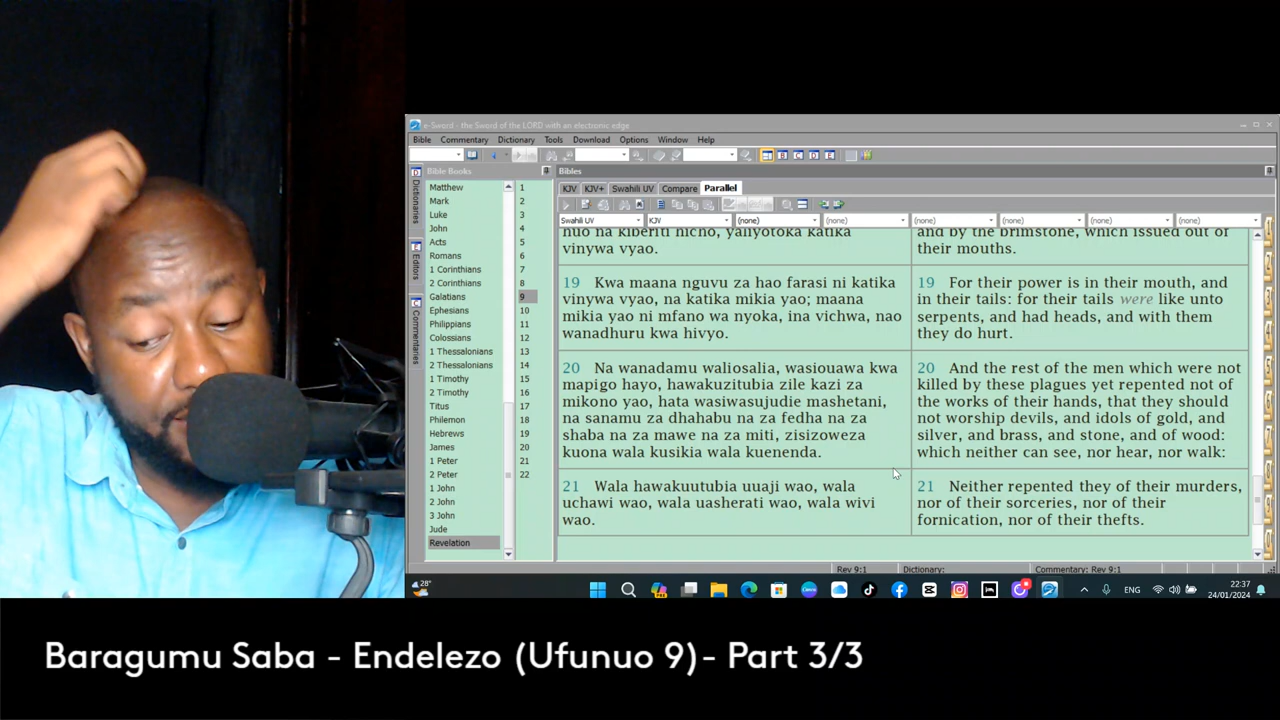 e-Sword - the Sword of the LORD with an electronic edge
Bible Commentary Dictionary Tools Download Options Window Help
Bible Books
Bibles
Dictionaries
Editors
Commentaries
Matthew
Mark
Luke
John
Acts
Romans
1 Corinthians
2 Corinthians
Galatians
Ephesians
Philippians
Colossians
1 Thessalonians
2 Thessalonians
1 Timothy
2 Timothy
Titus
Philemon
Hebrews
James
1 Peter
2 Peter
1 John
2 John
3 John
Jude
Revelation
1
2
3
4
5
6
7
8
9
10
11
12
13
14
15
16
17
18
19
20
21
22
KJV KJV+ Swahili UV Compare Parallel
Swahili UV KJV (none) (none) (none) (none) (none) (none)
vinywa vyao.
19 Kwa maana nguvu za hao farasi ni katika
vinywa vyao, na katika mikia yao; maana
mikia yao ni mfano wa nyoka, ina vichwa, nao
wanadhuru kwa hivyo.
20 Na wanadamu waliosalia, wasiouawa kwa
mapigo hayo, hawakuzitubia zile kazi za
mikono yao, hata wasiwasujudie mashetani,
na sanamu za dhahabu na za fedha na za
shaba na za mawe na za miti, zisizoweza
kuona wala kusikia wala kuenenda.
21 Wala hawakuutubia uuaji wao, wala
uchawi wao, wala uasherati wao, wala wivi
wao.
and by the brimstone, which issued out of
their mouths.
19 For their power is in their mouth, and
in their tails: for their tails were like unto
serpents, and had heads, and with them
they do hurt.
20 And the rest of the men which were not
killed by these plagues yet repented not of
the works of their hands, that they should
not worship devils, and idols of gold, and
silver, and brass, and stone, and of wood:
which neither can see, nor hear, nor walk:
21 Neither repented they of their murders,
nor of their sorceries, nor of their
fornication, nor of their thefts.
Rev 9:1 Dictionary: Commentary: Rev 9:1
28°
ENG
22:37
24/01/2024
Baragumu Saba - Endelezo (Ufunuo 9)- Part 3/3